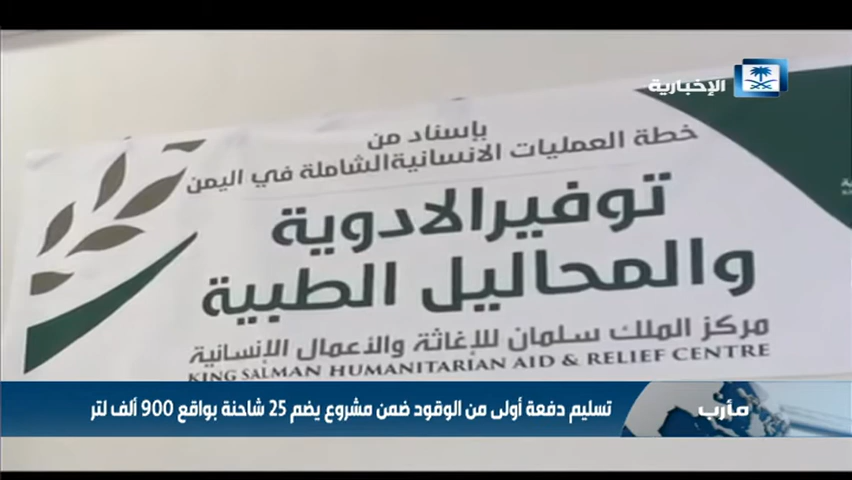 الإخبارية
بإسناد من
خطة العمليات الانسانية الشاملة في اليمن
توفير الادوية
والمحاليل الطبية
مركز الملك سلمان للإغاثة والأعمال الإنسانية
KING SALMAN HUMANITARIAN AID & RELIEF CENTRE
مأرب
تسليم دفعة أولى من الوقود ضمن مشروع يضم 25 شاحنة بواقع 900 ألف لتر